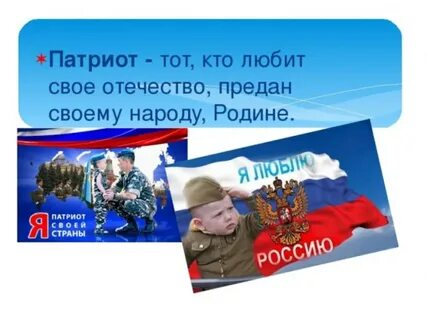 Патриот - тот, кто любит
свое отечество, предан
своему народу, Родине.
Я ПАТРИОТ
СВОЕЙ
СТРАНЫ
Я ЛЮБЛЮ
РОССИЮ